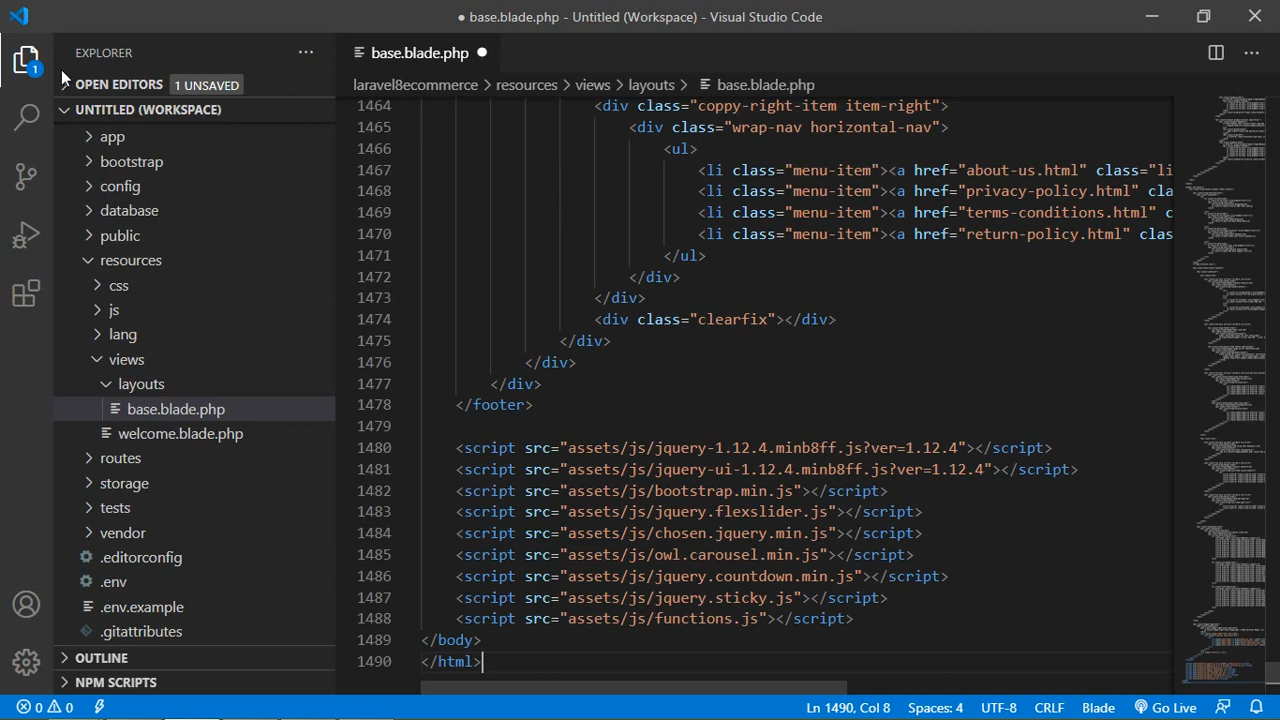 ● base.blade.php - Untitled (Workspace) - Visual Studio Code
EXPLORER
OPEN EDITORS 1 UNSAVED
UNTITLED (WORKSPACE)
app
bootstrap
config
database
public
resources
css
js
lang
views
layouts
base.blade.php
welcome.blade.php
routes
storage
tests
vendor
.editorconfig
.env
.env.example
.gitattributes
OUTLINE
NPM SCRIPTS
1
base.blade.php
laravel8ecommerce > resources > views > layouts > base.blade.php
1464 <div class="coppy-right-item item-right">
1465 <div class="wrap-nav horizontal-nav">
1466 <ul>
1467 <li class="menu-item"><a href="about-us.html" class="li
1468 <li class="menu-item"><a href="privacy-policy.html" cla
1469 <li class="menu-item"><a href="terms-conditions.html" c
1470 <li class="menu-item"><a href="return-policy.html" clas
1471 </ul>
1472 </div>
1473 </div>
1474 <div class="clearfix"></div>
1475 </div>
1476 </div>
1477 </div>
1478 </footer>
1479
1480 <script src="assets/js/jquery-1.12.4.minb8ff.js?ver=1.12.4"></script>
1481 <script src="assets/js/jquery-ui-1.12.4.minb8ff.js?ver=1.12.4"></script>
1482 <script src="assets/js/bootstrap.min.js"></script>
1483 <script src="assets/js/jquery.flexslider.js"></script>
1484 <script src="assets/js/chosen.jquery.min.js"></script>
1485 <script src="assets/js/owl.carousel.min.js"></script>
1486 <script src="assets/js/jquery.countdown.min.js"></script>
1487 <script src="assets/js/jquery.sticky.js"></script>
1488 <script src="assets/js/functions.js"></script>
1489 </body>
1490 </html>
0 0 Ln 1490, Col 8 Spaces: 4 UTF-8 CRLF Blade Go Live